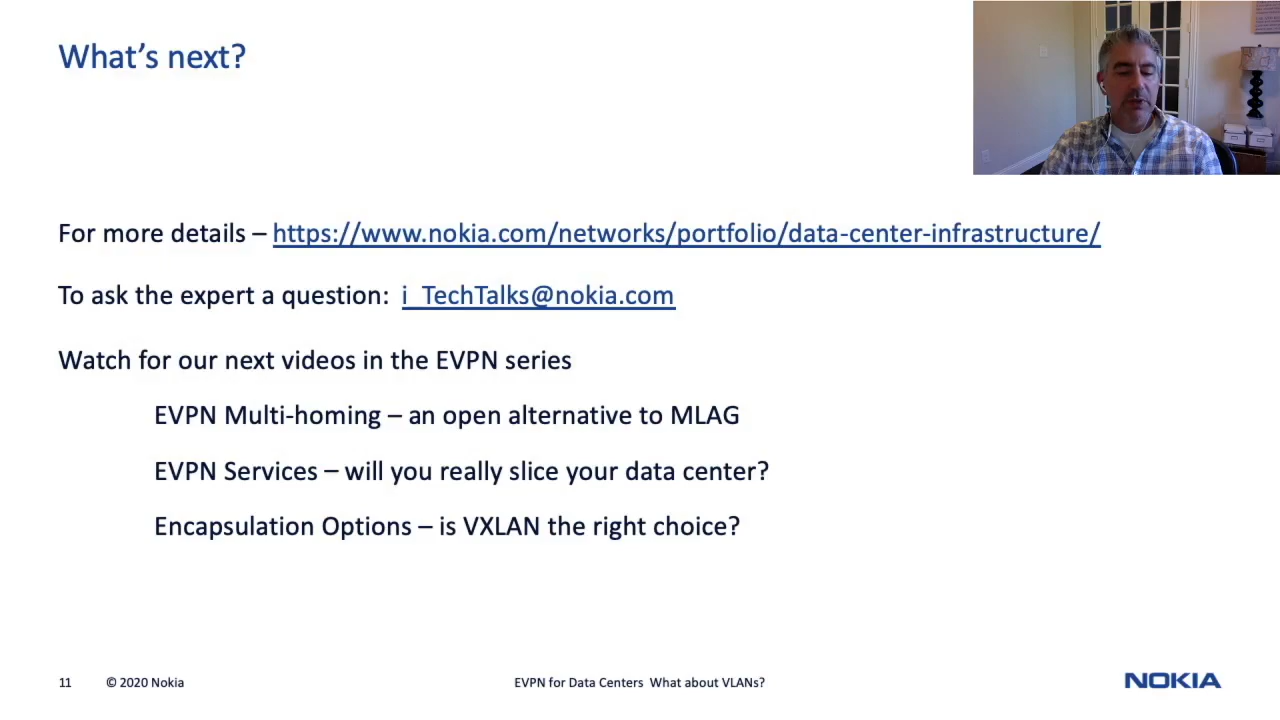 What's next?
For more details – https://www.nokia.com/networks/portfolio/data-center-infrastructure/
To ask the expert a question: i_TechTalks@nokia.com
Watch for our next videos in the EVPN series
EVPN Multi-homing – an open alternative to MLAG
EVPN Services – will you really slice your data center?
Encapsulation Options – is VXLAN the right choice?
11 © 2020 Nokia EVPN for Data Centers What about VLANs? NOKIA